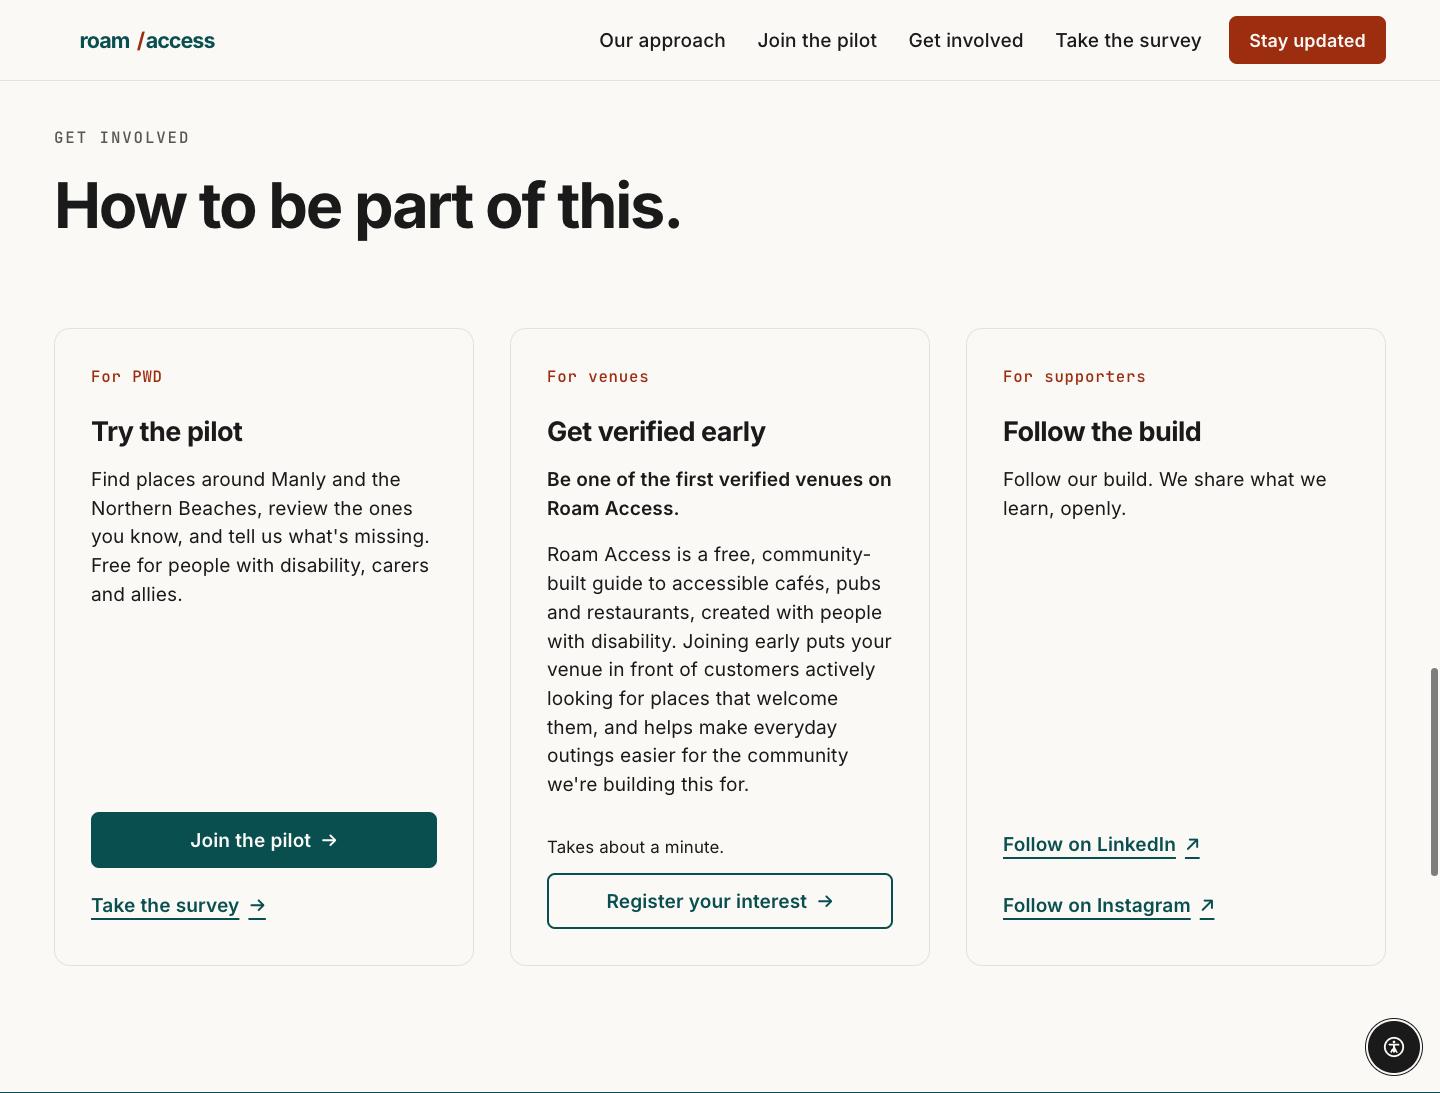 roam /access
Our approach
Join the pilot
Get involved
Take the survey
Stay updated
GET INVOLVED
How to be part of this.
For PWD
Try the pilot
Find places around Manly and the
Northern Beaches, review the ones
you know, and tell us what's missing.
Free for people with disability, carers
and allies.
Join the pilot →
Take the survey →
For venues
Get verified early
Be one of the first verified venues on
Roam Access.
Roam Access is a free, community-
built guide to accessible cafés, pubs
and restaurants, created with people
with disability. Joining early puts your
venue in front of customers actively
looking for places that welcome
them, and helps make everyday
outings easier for the community
we're building this for.
Takes about a minute.
Register your interest →
For supporters
Follow the build
Follow our build. We share what we
learn, openly.
Follow on LinkedIn ↗
Follow on Instagram ↗